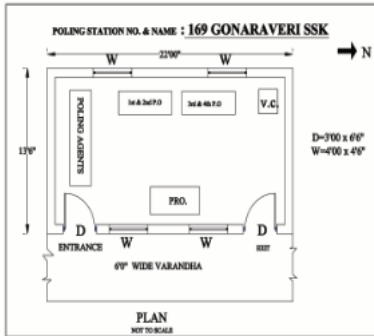 POLING STATION NO. & NAME : 169 GONARAVERI SSK
22'00"
N
W W
1st & 2nd P.O 3rd & 4th P.O V.C.
POLING AGENTS
13'6"
D=3'00 x 6'6"
W=4'00 x 4'6"
PRO.
D W W D
ENTRANCE EXIT
6'0" WIDE VARANDHA
PLAN
NOT TO SCALE